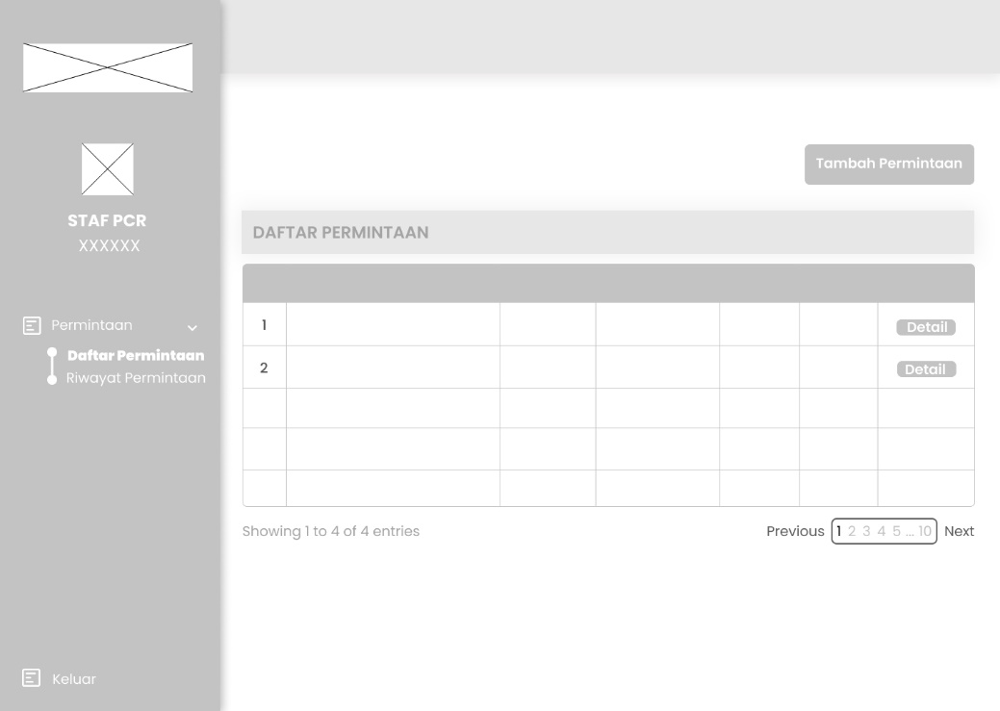 STAF PCR
XXXXXX
Permintaan
Daftar Permintaan
Riwayat Permintaan
Keluar
Tambah Permintaan
DAFTAR PERMINTAAN
1 Detail
2 Detail
Showing 1 to 4 of 4 entries
Previous 1 2 3 4 5 ... 10 Next